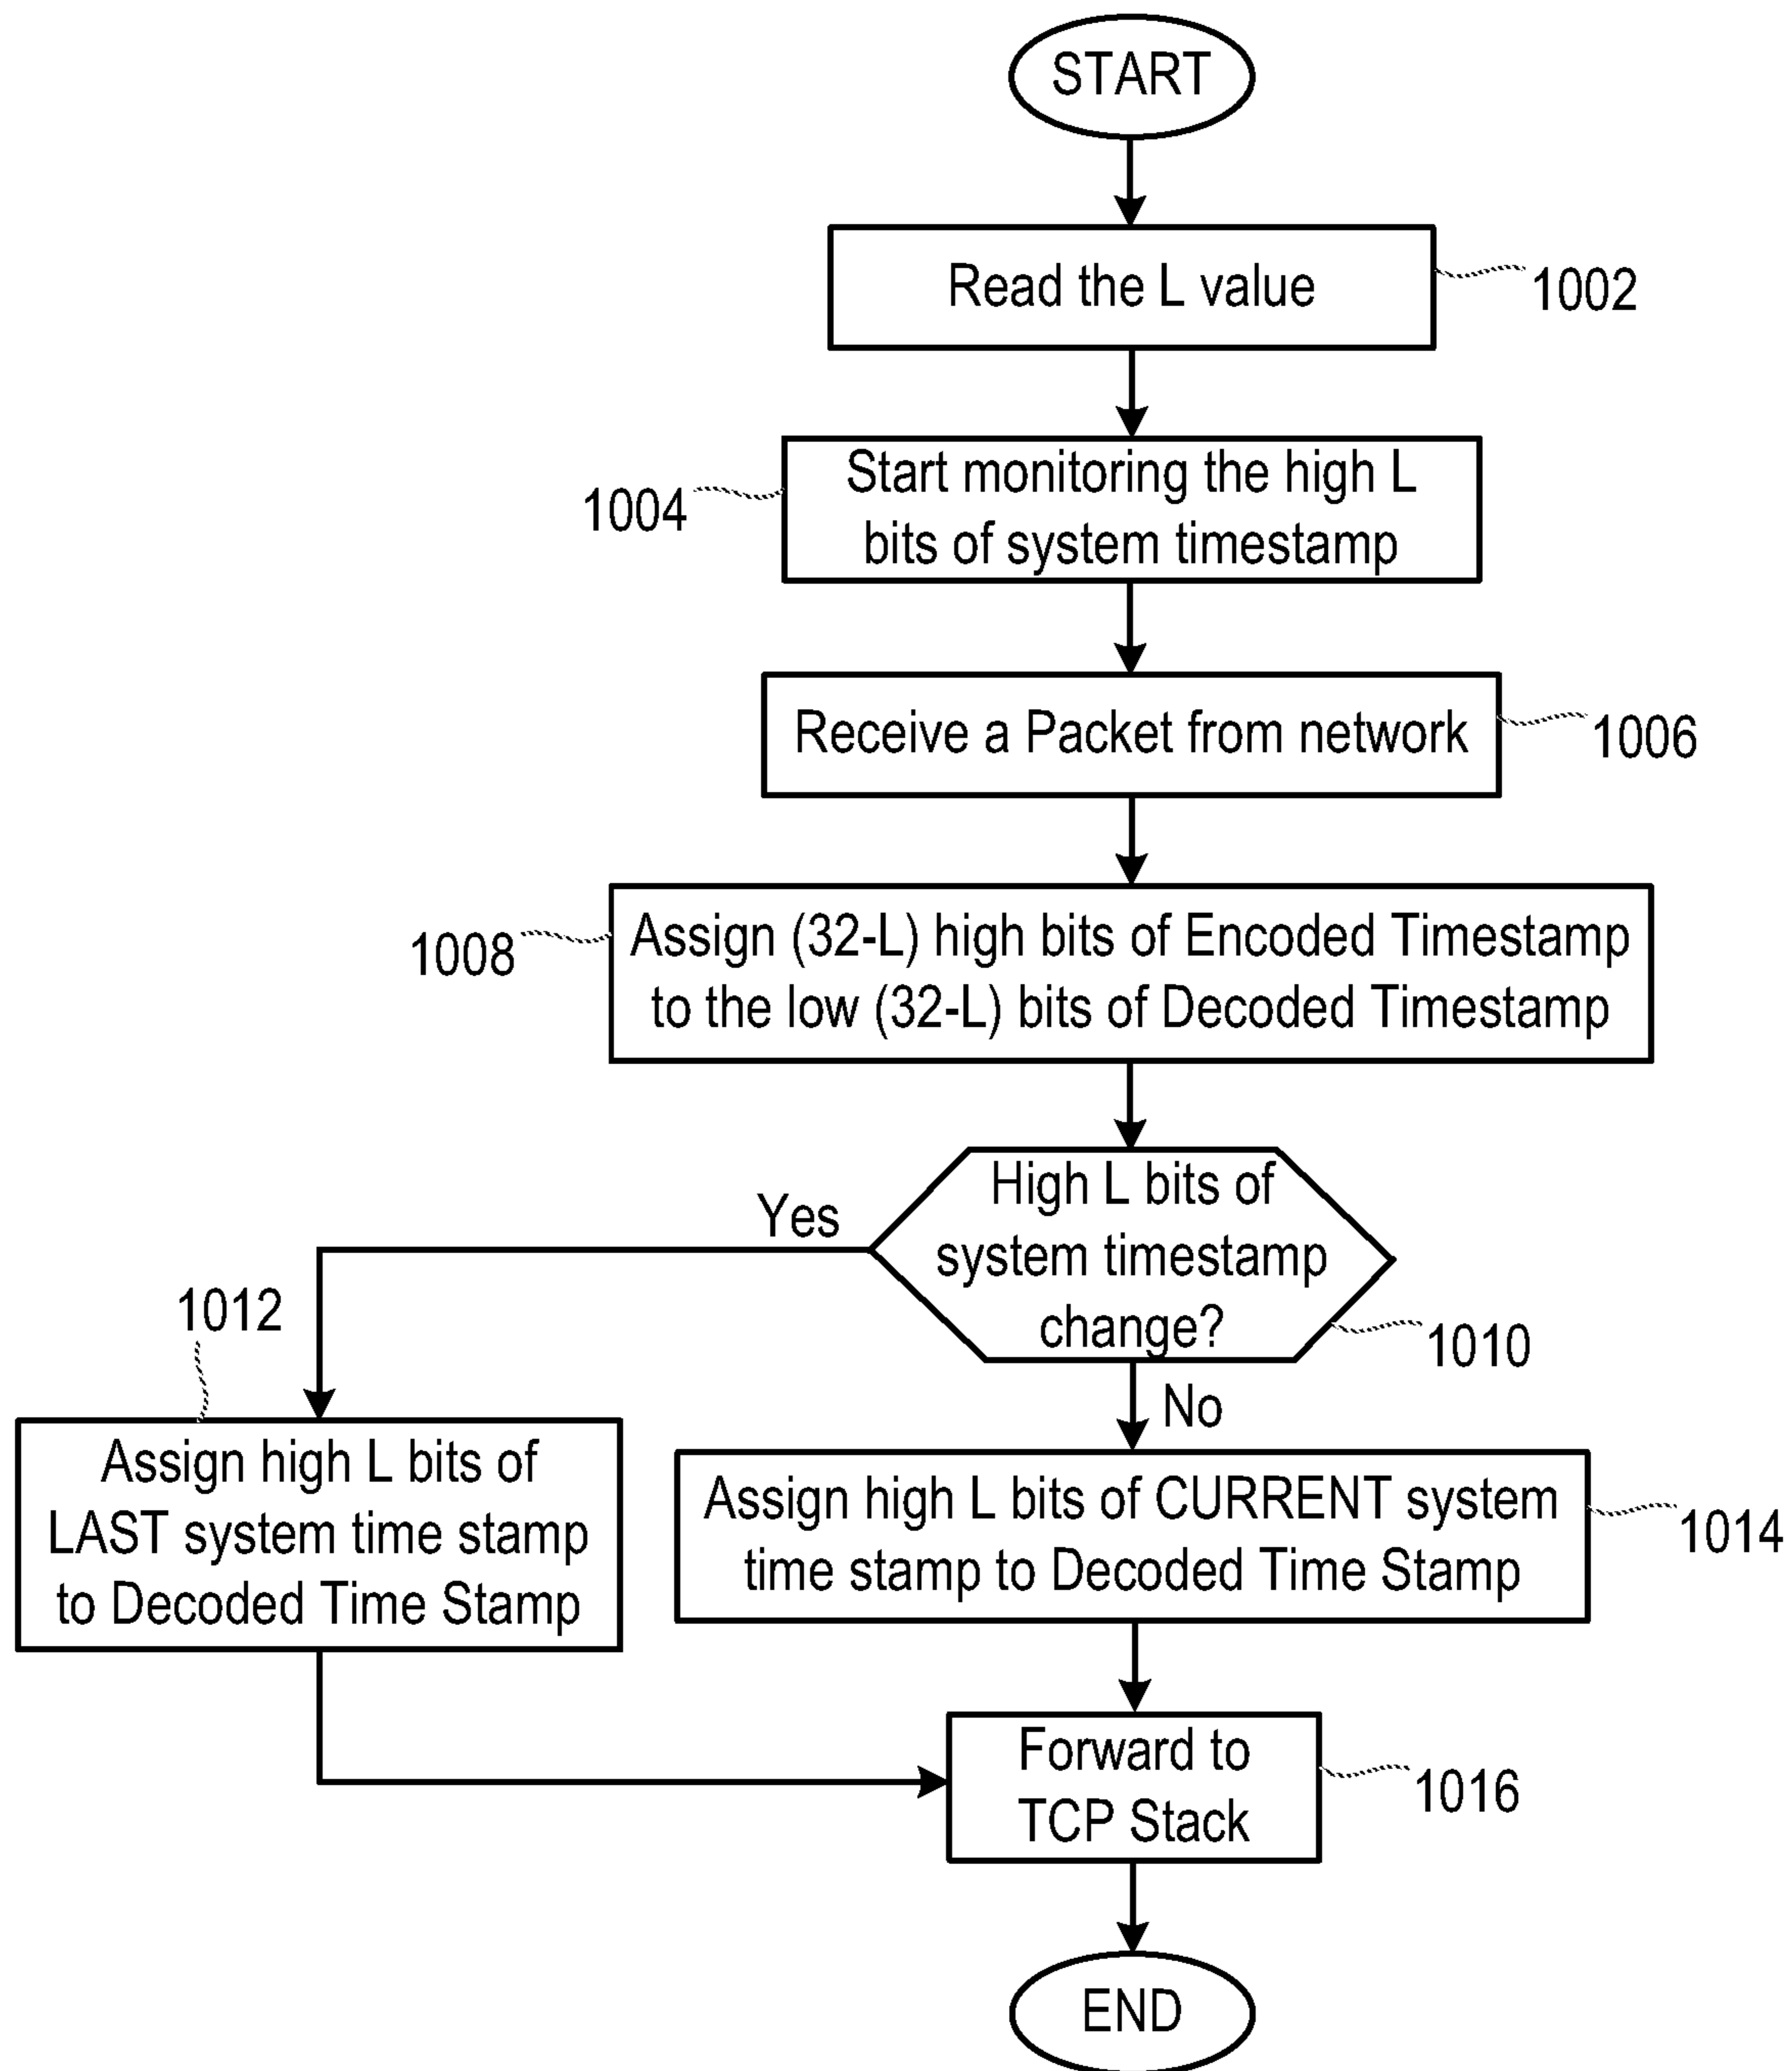 START
Read the L value
1002
Start monitoring the high L
bits of system timestamp
1004
Receive a Packet from network
1006
Assign (32-L) high bits of Encoded Timestamp
to the low (32-L) bits of Decoded Timestamp
1008
High L bits of
system timestamp
change?
1010
Yes
No
1012
Assign high L bits of
LAST system time stamp
to Decoded Time Stamp
Assign high L bits of CURRENT system
time stamp to Decoded Time Stamp
1014
Forward to
TCP Stack
1016
END